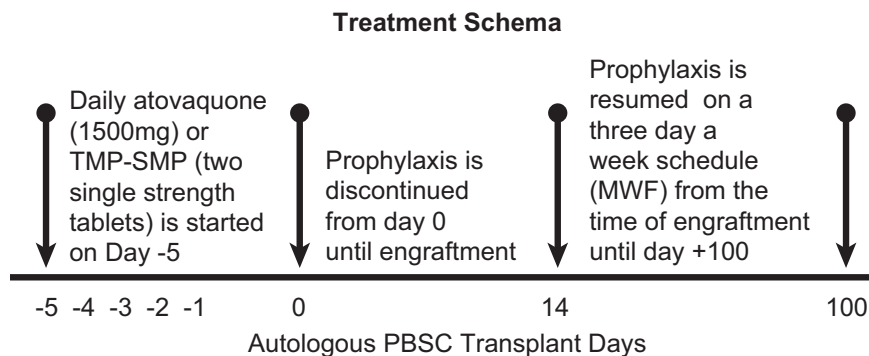 Treatment Schema
Daily atovaquone
(1500mg) or
TMP-SMP (two
single strength
tablets) is started
on Day -5
Prophylaxis is
discontinued
from day 0
until engraftment
Prophylaxis is
resumed on a
three day a
week schedule
(MWF) from the
time of engraftment
until day +100
-5 -4 -3 -2 -1 0 14 100
Autologous PBSC Transplant Days